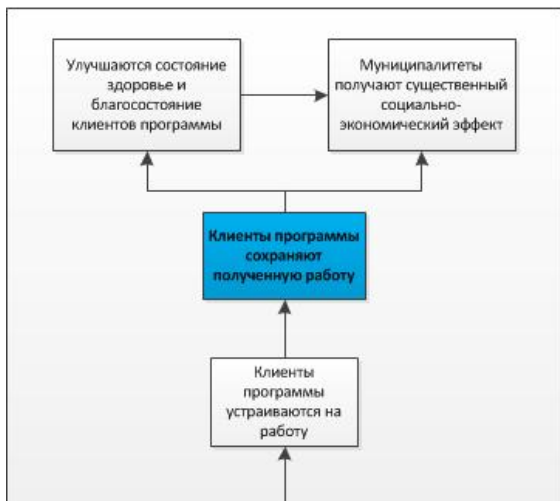 Улучшаются состояние
здоровье и
благосостояние
клиентов программы
Муниципалитеты
получают существенный
социально-
экономический эффект
Клиенты программы
сохраняют
полученную работу
Клиенты
программы
устраиваются на
работу